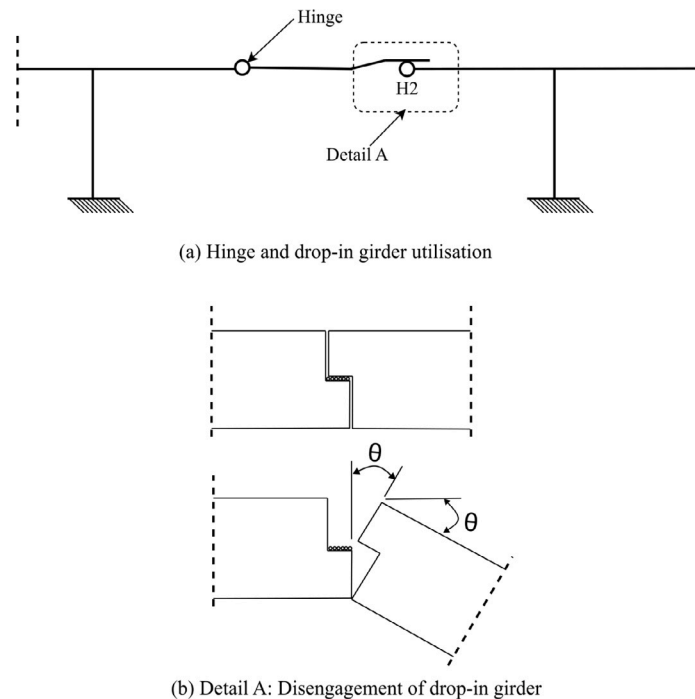 Hinge
H2
Detail A
(a) Hinge and drop-in girder utilisation
θ
θ
(b) Detail A: Disengagement of drop-in girder